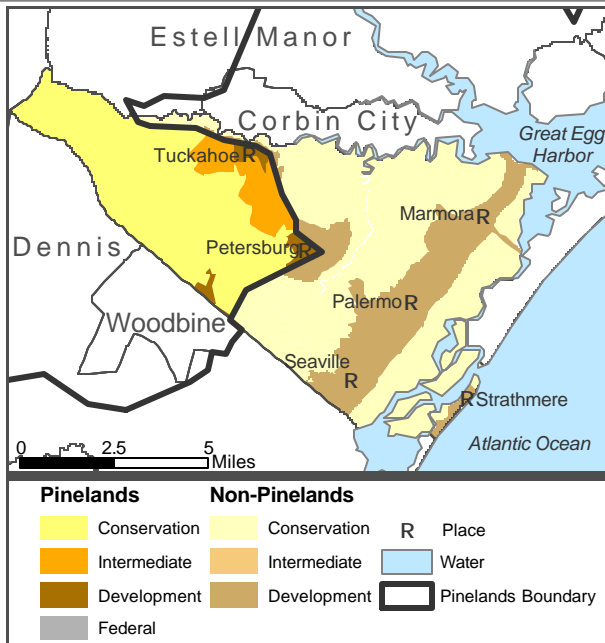 Estell Manor
Corbin City
Great Egg
Harbor
Tuckahoe R
Marmora R
Dennis
Petersburg R
Palermo R
Woodbine
Seaville
R
R Strathmere
Atlantic Ocean
0 2.5 5
Miles
Pinelands Non-Pinelands
Conservation Conservation R Place
Intermediate Intermediate Water
Development Development Pinelands Boundary
Federal